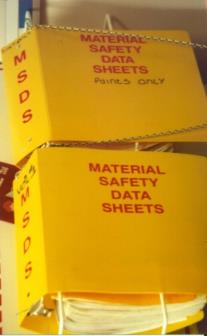 MSDS
MATERIAL
SAFETY
DATA
SHEETS
PAINTS ONLY
MSDS
MATERIAL
SAFETY
DATA
SHEETS